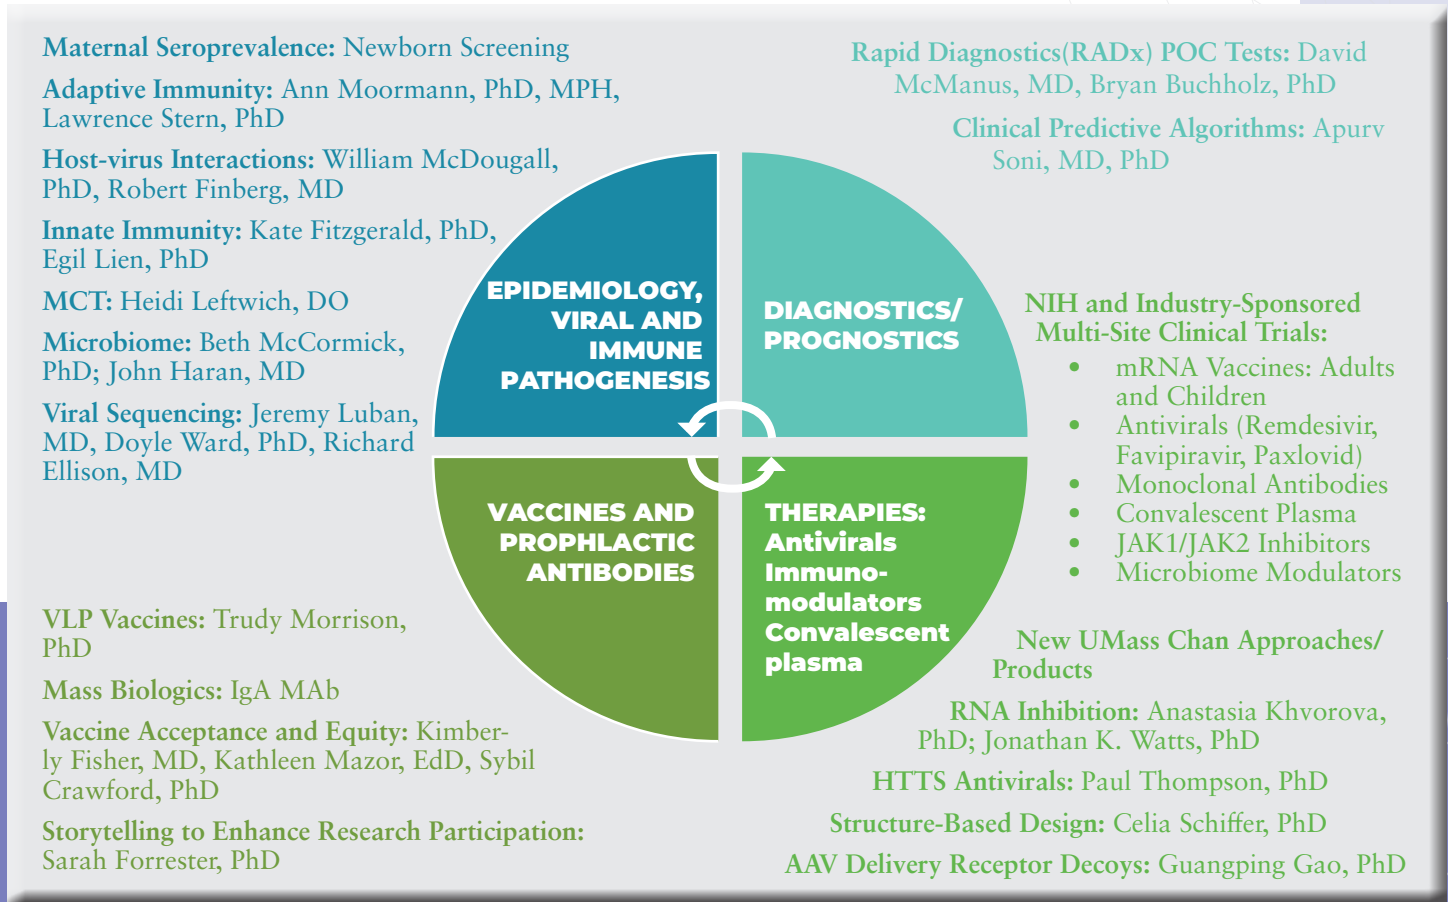 Maternal Seroprevalence: Newborn Screening
Adaptive Immunity: Ann Moormann, PhD, MPH,
Lawrence Stern, PhD
Host-virus Interactions: William McDougall,
PhD, Robert Finberg, MD
Innate Immunity: Kate Fitzgerald, PhD,
Egil Lien, PhD
MCT: Heidi Leftwich, DO
Microbiome: Beth McCormick,
PhD; John Haran, MD
Viral Sequencing: Jeremy Luban,
MD, Doyle Ward, PhD, Richard
Ellison, MD
EPIDEMIOLOGY,
VIRAL AND
IMMUNE
PATHOGENESIS
Rapid Diagnostics(RADx) POC Tests: David
McManus, MD, Bryan Buchholz, PhD
Clinical Predictive Algorithms: Apurv
Soni, MD, PhD
DIAGNOSTICS/
PROGNOSTICS
VACCINES AND
PROPHLACTIC
ANTIBODIES
VLP Vaccines: Trudy Morrison,
PhD
Mass Biologics: IgA MAb
Vaccine Acceptance and Equity: Kimber-
ly Fisher, MD, Kathleen Mazor, EdD, Sybil
Crawford, PhD
Storytelling to Enhance Research Participation:
Sarah Forrester, PhD
THERAPIES:
Antivirals
Immuno-
modulators
Convalescent
plasma
NIH and Industry-Sponsored
Multi-Site Clinical Trials:
• mRNA Vaccines: Adults
and Children
• Antivirals (Remdesivir,
Favipiravir, Paxlovid)
• Monoclonal Antibodies
• Convalescent Plasma
• JAK1/JAK2 Inhibitors
• Microbiome Modulators
New UMass Chan Approaches/
Products
RNA Inhibition: Anastasia Khvorova,
PhD; Jonathan K. Watts, PhD
HTTS Antivirals: Paul Thompson, PhD
Structure-Based Design: Celia Schiffer, PhD
AAV Delivery Receptor Decoys: Guangping Gao, PhD